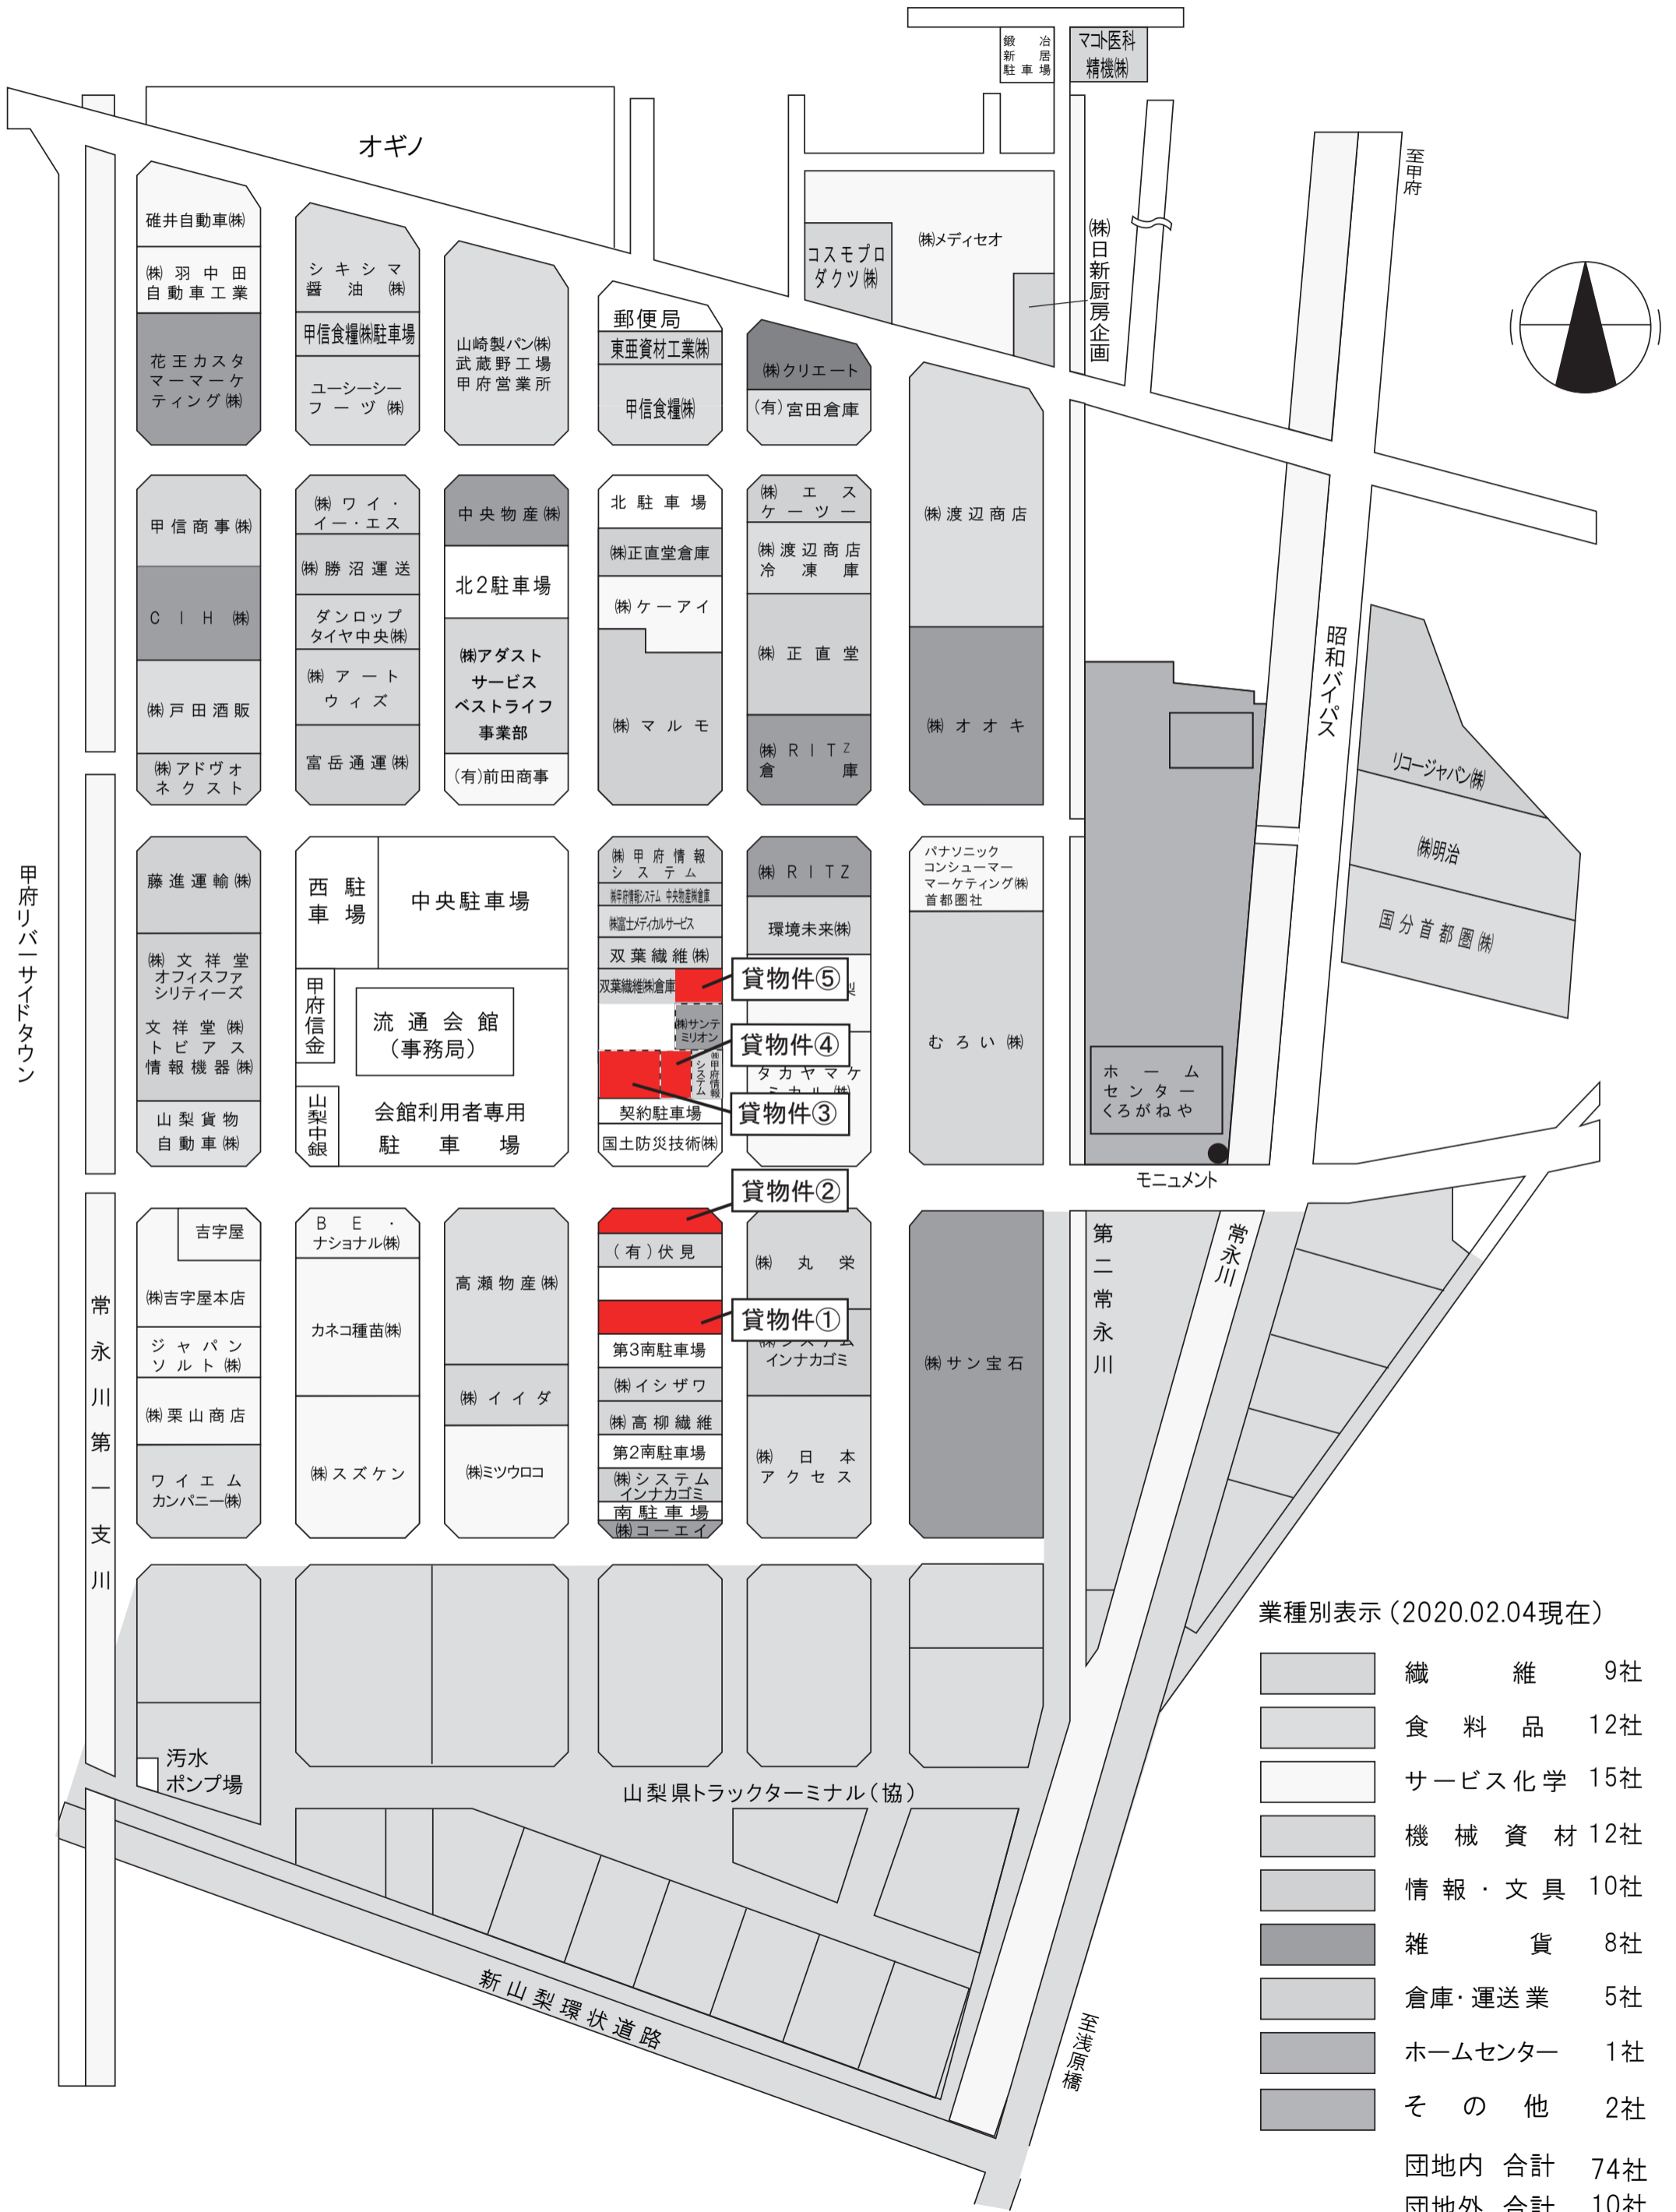 鍛冶
新居
駐車場
マコト医科
精機㈱
オギノ
至甲府
碓井自動車㈱
㈱羽中田
自動車工業
花王カスタ
マーマーケ
ティング㈱
シキシマ
醤油㈱
甲信食糧㈱駐車場
ユーシーシー
フーヅ㈱
山崎製パン㈱
武蔵野工場
甲府営業所
郵便局
東亜資材工業㈱
甲信食糧㈱
㈱クリエート
(有)宮田倉庫
コスモプロ
ダクツ㈱
㈱メディセオ
㈱日新厨房企画
甲信商事㈱
CIH㈱
㈱戸田酒販
㈱アドヴォ
ネクスト
㈱ワイ・
イー・エス
㈱勝沼運送
ダンロップ
タイヤ中央㈱
㈱アート
ウィズ
富岳通運㈱
中央物産㈱
北2駐車場
㈱アダスト
サービス
ベストライフ
事業部
(有)前田商事
北駐車場
㈱正直堂倉庫
㈱ケーアイ
㈱マルモ
㈱エス
ケーツー
㈱渡辺商店
冷凍庫
㈱正直堂
㈱RITZ
倉庫
㈱渡辺商店
㈱オオキ
昭和バイパス
リコージャパン㈱
㈱明治
国分首都圏㈱
甲府リバーサイドタウン
藤進運輸㈱
㈱文祥堂
オフィスファ
シリティーズ
文祥堂㈱
トビアス
情報機器㈱
山梨貨物
自動車㈱
西駐
車場
中央駐車場
甲府信金
流通会館
(事務局)
山梨中銀
会館利用者専用
駐車場
㈱甲府情報
システム
㈱甲府情報システム 中央物産㈱倉庫
㈱富士メディカルサービス
双葉繊維㈱
双葉繊維㈱倉庫
㈱サンテ
ミリオン
㈱甲府情報
システム
契約駐車場
国土防災技術㈱
㈱RITZ
環境未来㈱
貸物件⑤
貸物件④
タカヤマケ
ミカル㈱
貸物件③
パナソニック
コンシューマー
マーケティング㈱
首都圏社
むろい㈱
ホーム
センター
くろがねや
モニュメント
貸物件②
常永川第一支川
吉字屋
㈱吉字屋本店
ジャパン
ソルト㈱
㈱栗山商店
ワイエム
カンパニー㈱
BE・
ナショナル㈱
カネコ種苗㈱
㈱スズケン
高瀬物産㈱
㈱イイダ
㈱ミツウロコ
(有)伏見
貸物件①
第3南駐車場
㈱イシザワ
㈱高柳繊維
第2南駐車場
㈱システム
インナカゴミ
南駐車場
㈱コーエイ
㈱丸栄
㈱システム
インナカゴミ
㈱日本
アクセス
㈱サン宝石
第二常永川
常永川
汚水
ポンプ場
山梨県トラックターミナル(協)
新山梨環状道路
至浅原橋
業種別表示(2020.02.04現在)
繊維 9社
食料品 12社
サービス化学 15社
機械資材 12社
情報・文具 10社
雑貨 8社
倉庫・運送業 5社
ホームセンター 1社
その他 2社
団地内 合計 74社
団地外 合計 10社